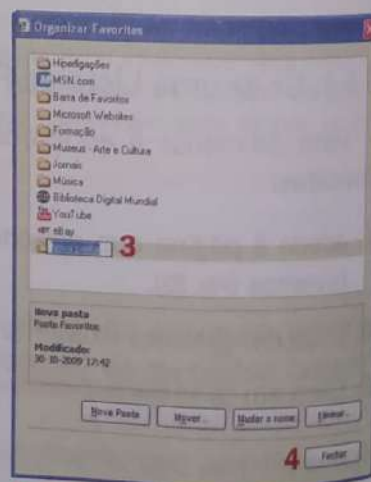 Organizar Favoritos
Hiperligações
MSN.com
Barra de Favoritos
Microsoft Websites
Formação
Museus - Arte e Cultura
Jornais
Música
Biblioteca Digital Mundial
YouTube
eBay
Nova pasta 3
Nova pasta
Pasta Favoritos
Modificado:
30-10-2009 17:42
Nova Pasta Mover... Mudar o nome Eliminar...
4 Fechar